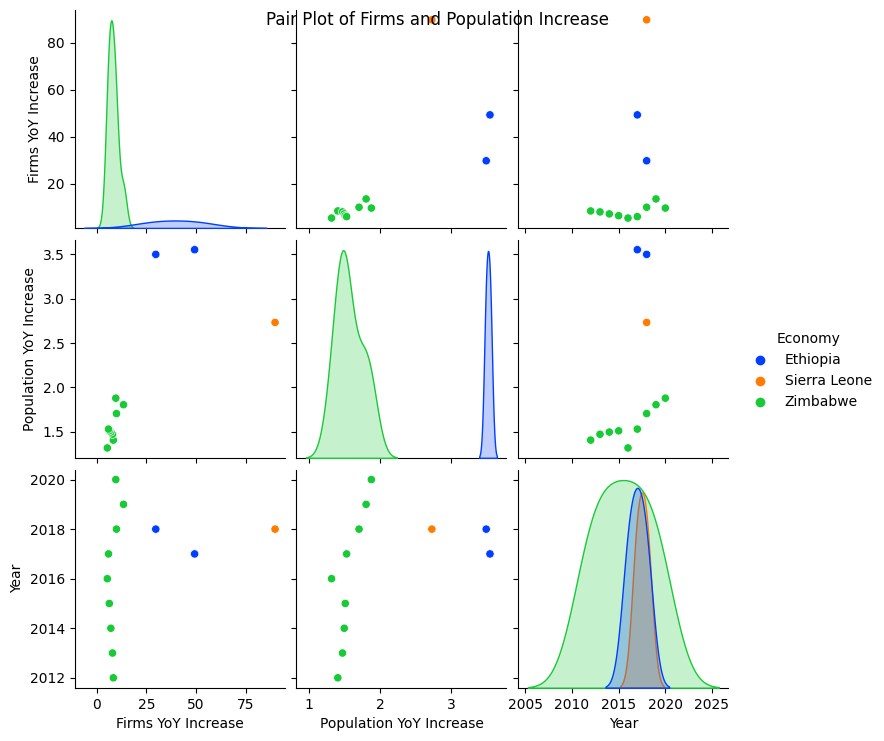 Pair Plot of Firms and Population Increase
80
60
40
20
Firms YoY Increase
3.5
3.0
2.5
2.0
1.5
Population YoY Increase
Economy
Ethiopia
Sierra Leone
Zimbabwe
2020
2018
2016
2014
2012
Year
0 25 50 75
1 2 3
2005 2010 2015 2020 2025
Firms YoY Increase
Population YoY Increase
Year